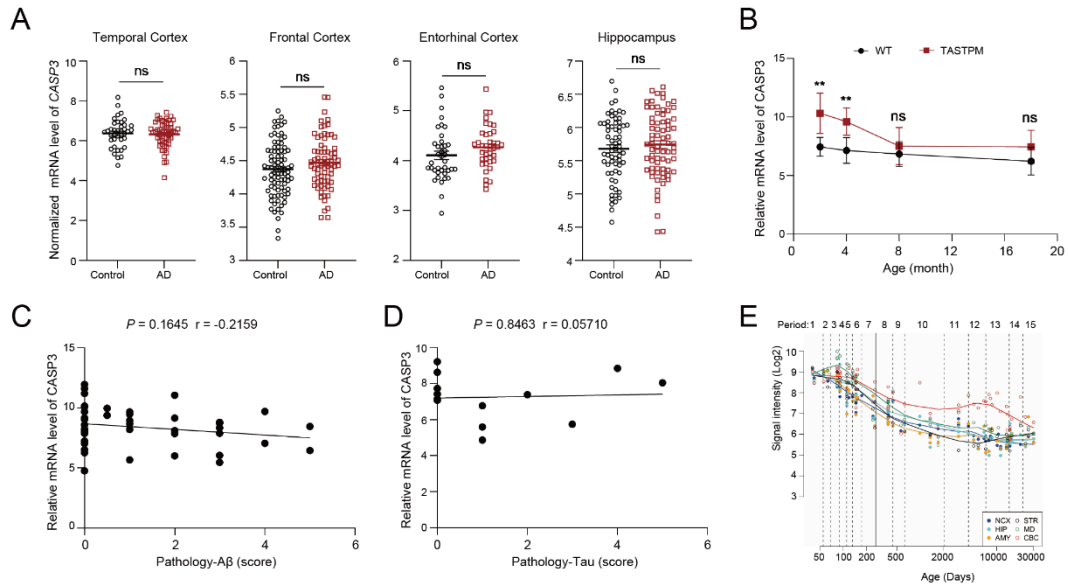 A
Temporal Cortex
Frontal Cortex
Entorhinal Cortex
Hippocampus
ns
ns
ns
ns
Normalized mRNA level of CASP3
10
8
6
4
2
0
5.5
5.0
4.5
4.0
3.5
3
6
5
4
3
2
7
6.5
6.0
5.5
5.0
4.5
4
Control AD
Control AD
Control AD
Control AD
B
WT
TASTPM
Relative mRNA level of CASP3
15
10
5
0
**
**
ns
ns
0 4 8 12 16 20
Age (month)
C
P = 0.1645 r = -0.2159
Relative mRNA level of CASP3
15
10
5
0
0 2 4 6
Pathology-Aβ (score)
D
P = 0.8463 r = 0.05710
Relative mRNA level of CASP3
10
8
6
4
2
0
0 2 4 6
Pathology-Tau (score)
E
Period: 1 2 3 4 5 6 7 8 9 10 11 12 13 14 15
Signal intensity (Log2)
10
9
8
7
6
5
4
3
NCX STR
HIP MD
AMY CBC
50 100 200 500 2000 10000 30000
Age (Days)